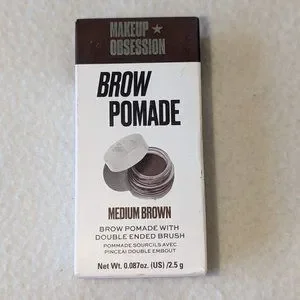 MAKEUP
OBSESSION
BROW
POMADE
MEDIUM BROWN
BROW POMADE WITH
DOUBLE ENDED BRUSH
POMMADE SOURCILS AVEC
PINCEAI DOUBLE EMBOUT
Net Wt. 0.087oz. (US) /2.5 g